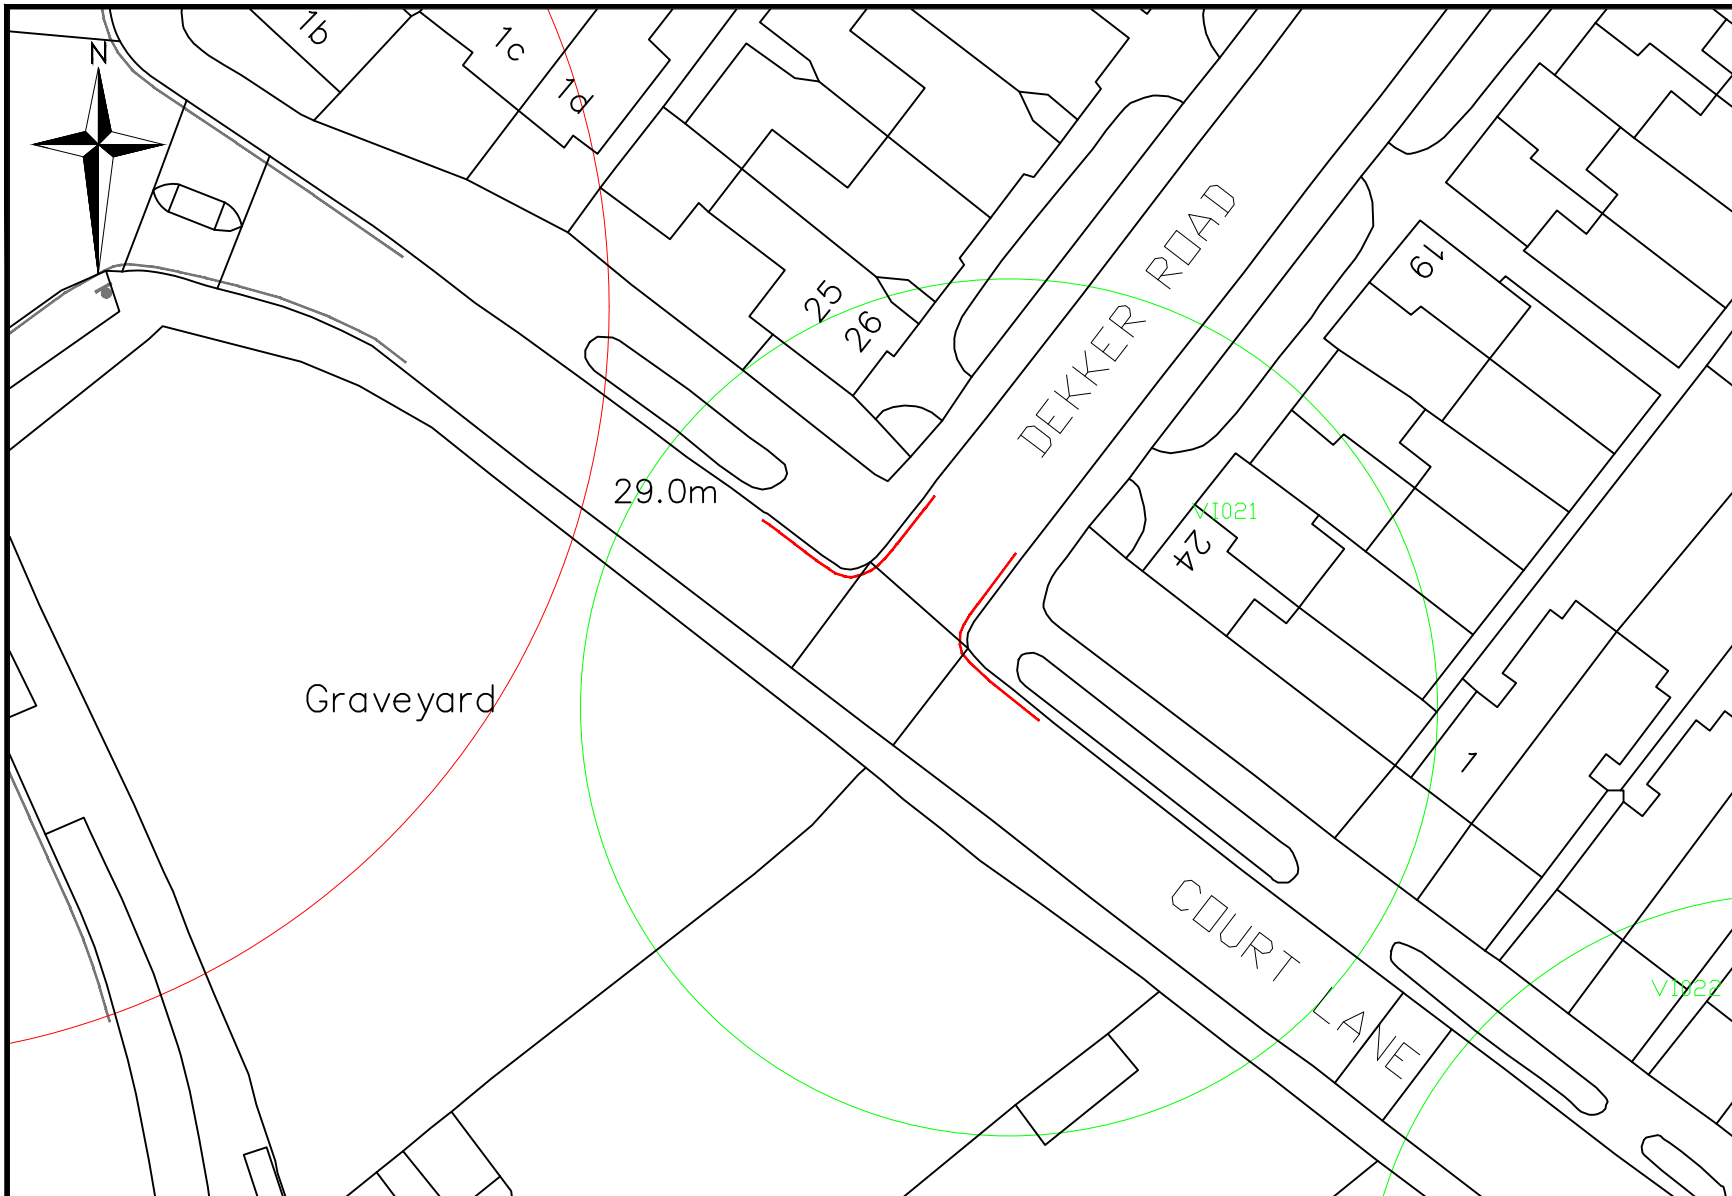 1b
1c
N
1d
DEKKER ROAD
19
25
26
29.0m
VI021
24
Graveyard
1
COURT LANE
VI022